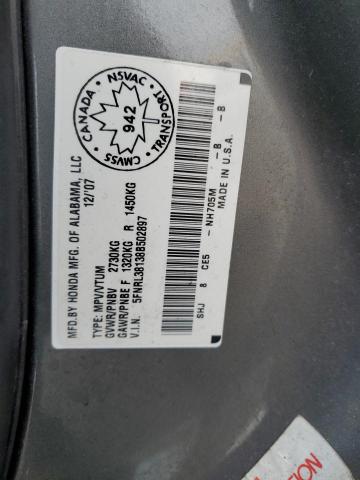 MFD.BY HONDA MFG. OF ALABAMA, LLC
12/'07
TYPE: MPV/VTUM
GVWR/PNBV 2730KG
GAWR/PNBE F 1320KG R 1450KG
V.I.N. 5FNRL38138B502897
CANADA
NSVAC
TRANSPORT
CMVSS
942
SHJ 8 CE5 -NH705M -B -B
MADE IN U.S.A.
TION